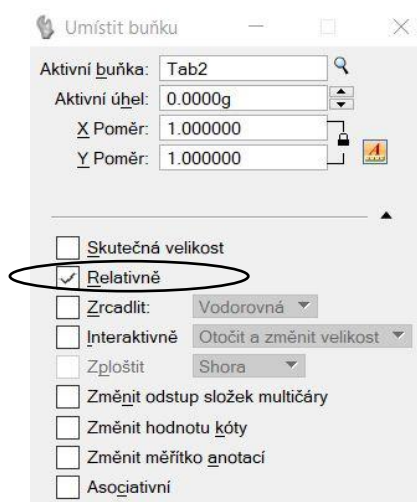 Umístit buňku
Aktivní buňka: Tab2
Aktivní úhel: 0.0000g
X Poměr: 1.000000
Y Poměr: 1.000000
Skutečná velikost
Relativně
Zrcadlit: Vodorovná
Interaktivně Otočit a změnit velikost
Zploštit Shora
Změnit odstup složek multičáry
Změnit hodnotu kóty
Změnit měřítko anotací
Asociativní